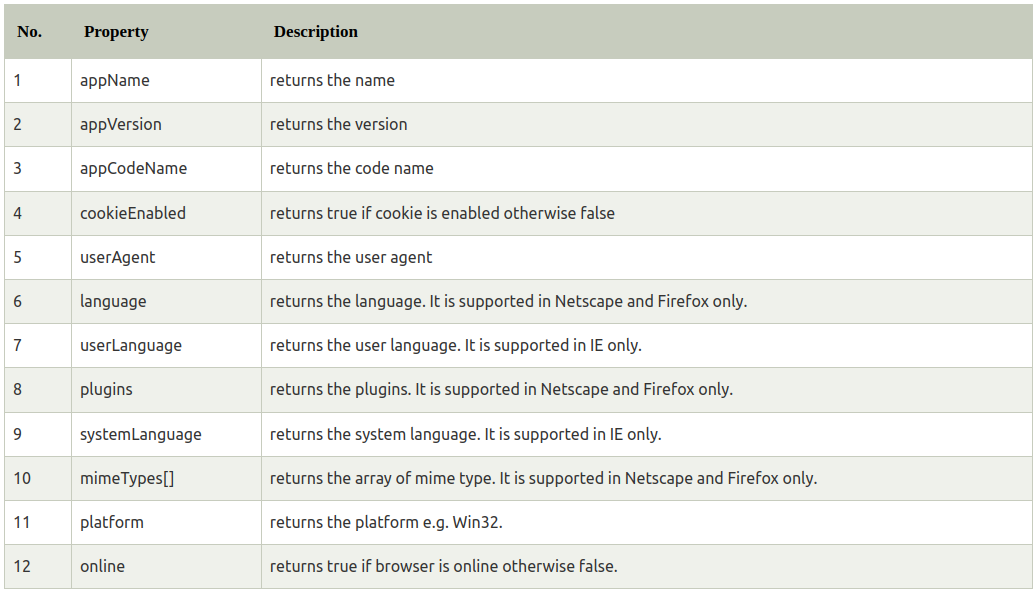 No. Property Description
1 appName returns the name
2 appVersion returns the version
3 appCodeName returns the code name
4 cookieEnabled returns true if cookie is enabled otherwise false
5 userAgent returns the user agent
6 language returns the language. It is supported in Netscape and Firefox only.
7 userLanguage returns the user language. It is supported in IE only.
8 plugins returns the plugins. It is supported in Netscape and Firefox only.
9 systemLanguage returns the system language. It is supported in IE only.
10 mimeTypes[] returns the array of mime type. It is supported in Netscape and Firefox only.
11 platform returns the platform e.g. Win32.
12 online returns true if browser is online otherwise false.